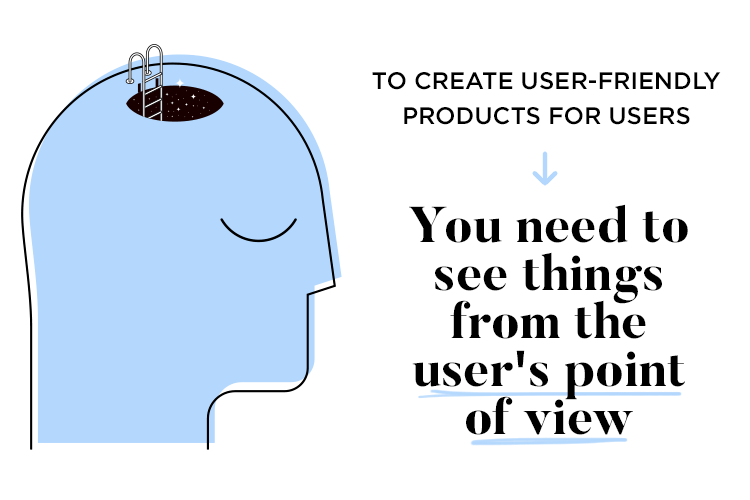 TO CREATE USER-FRIENDLY
PRODUCTS FOR USERS
You need to
see things
from the
user's point
of view